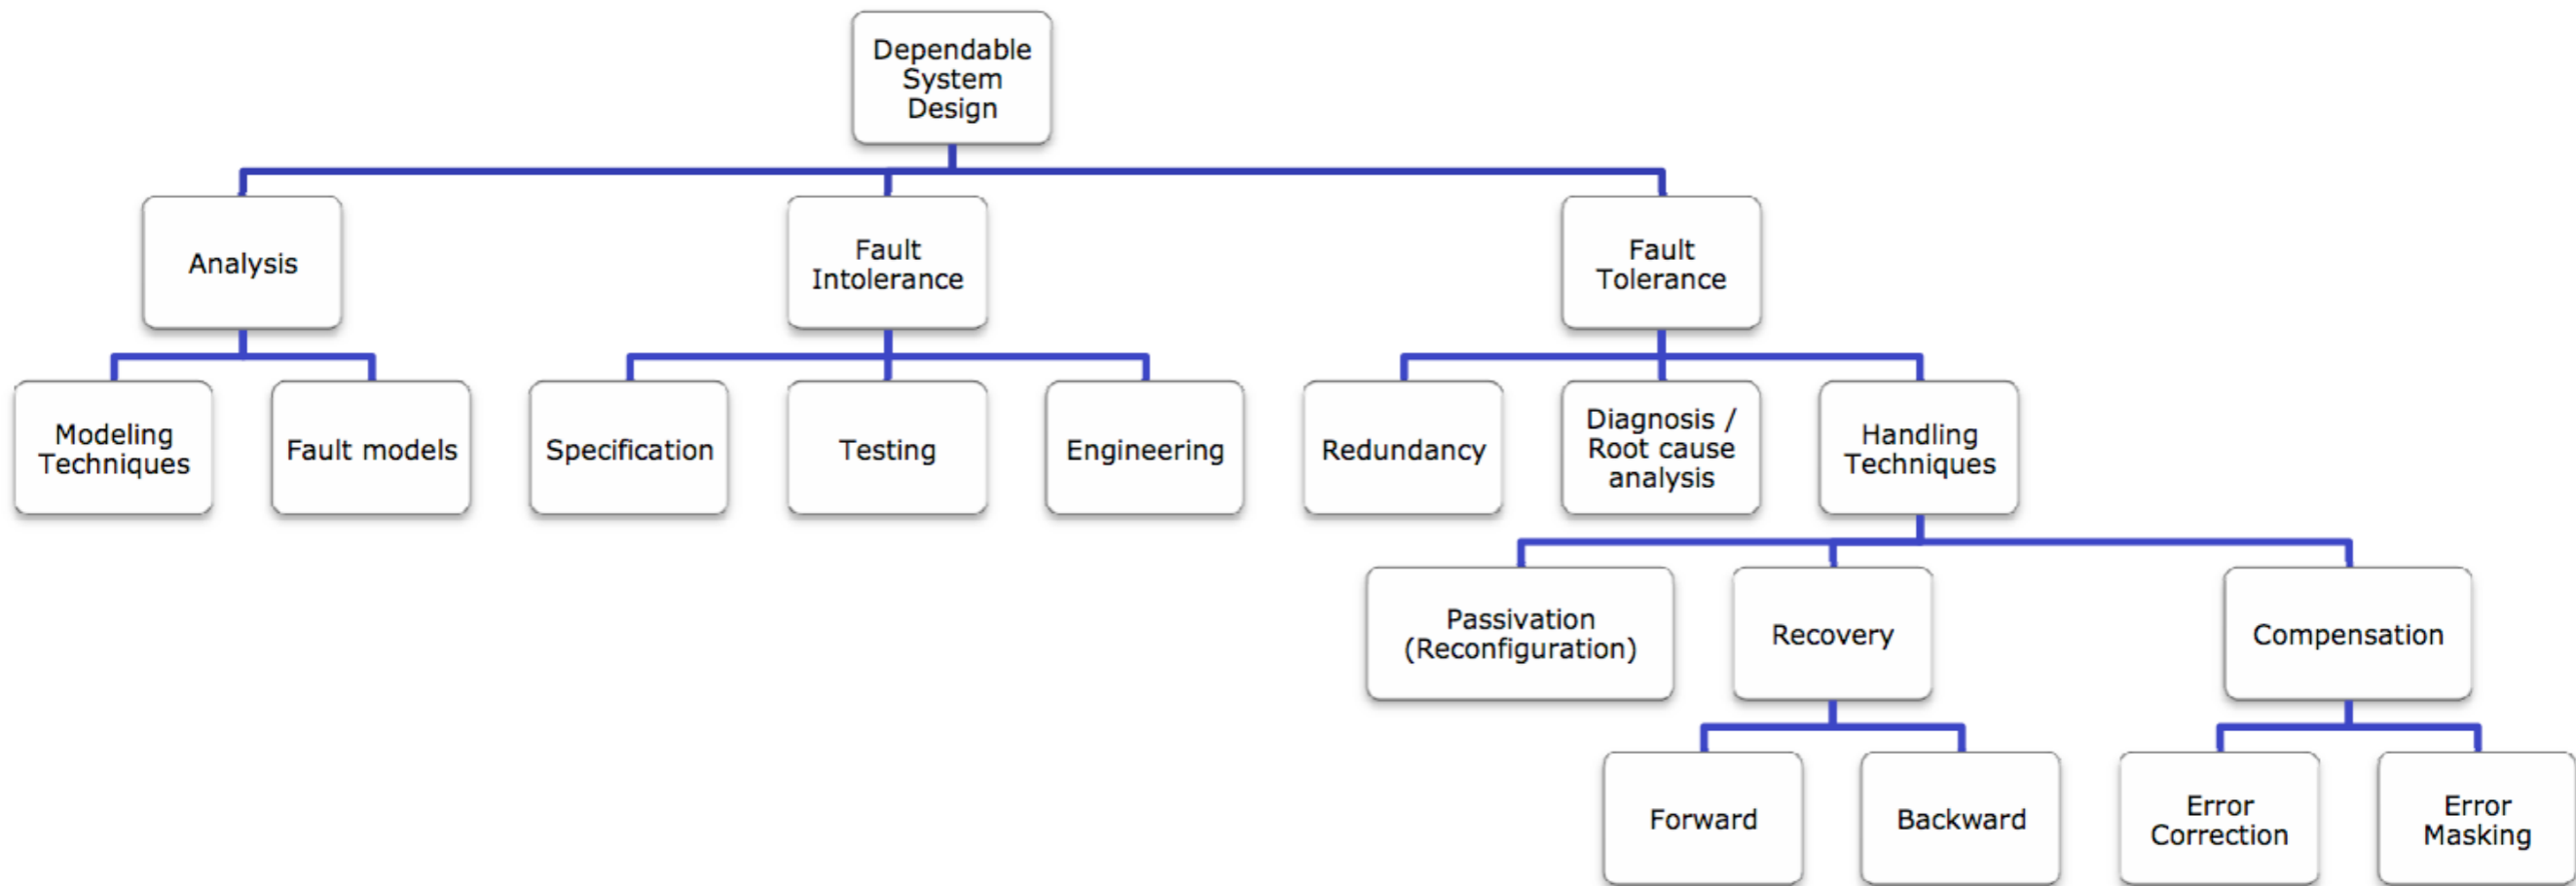 Dependable
System
Design
Analysis
Fault
Intolerance
Fault
Tolerance
Modeling
Techniques
Fault models
Specification
Testing
Engineering
Redundancy
Diagnosis /
Root cause
analysis
Handling
Techniques
Passivation
(Reconfiguration)
Recovery
Compensation
Forward
Backward
Error
Correction
Error
Masking